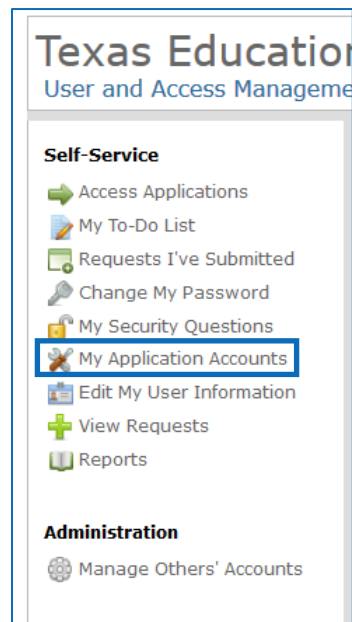 Texas Education
User and Access Manageme
Self-Service
Access Applications
My To-Do List
Requests I've Submitted
Change My Password
My Security Questions
My Application Accounts
Edit My User Information
View Requests
Reports
Administration
Manage Others' Accounts